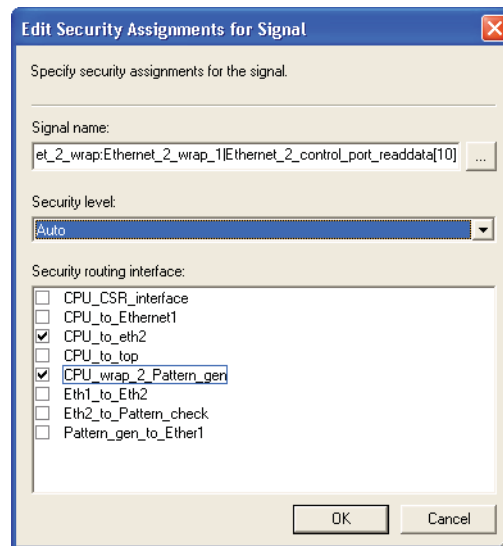 Edit Security Assignments for Signal
Specify security assignments for the signal.
Signal name:
et_2_wrap:Ethernet_2_wrap_1|Ethernet_2_control_port_readdata[10]
...
Security level:
Auto
Security routing interface:
CPU_CSR_interface
CPU_to_Ethernet1
CPU_to_eth2
CPU_to_top
CPU_wrap_2_Pattern_gen
Eth1_to_Eth2
Eth2_to_Pattern_check
Pattern_gen_to_Ether1
OK Cancel